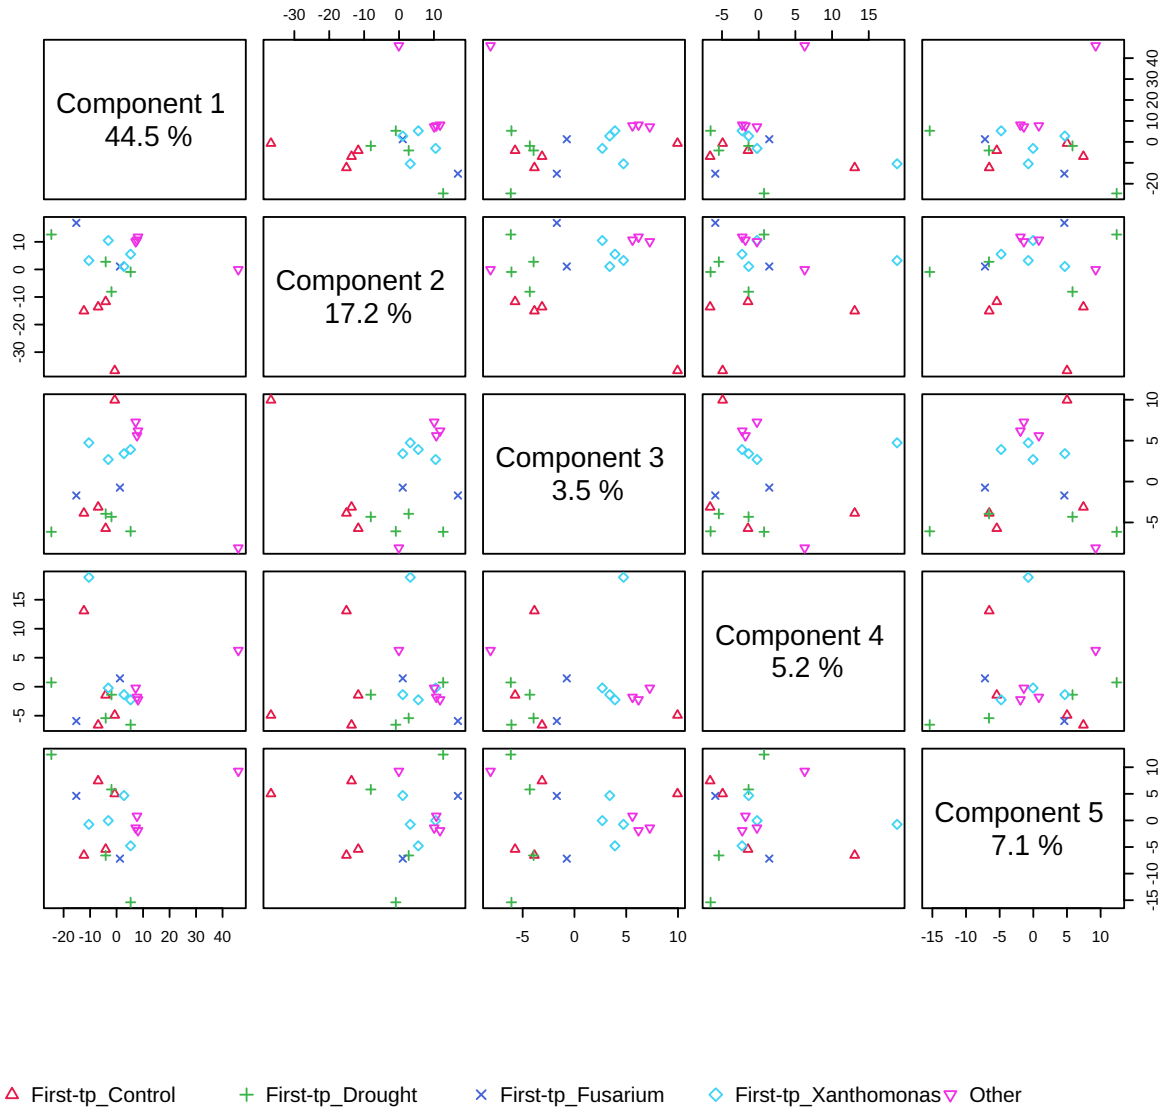 -30 -20 -10 0 10
-5 0 5 10 15
Component 1
44.5 %
-20 0 10 20 30 40
10 0 -10 -20 -30
Component 2
17.2 %
Component 3
3.5 %
10 5 0 -5
15 10 5 0 -5
Component 4
5.2 %
Component 5
7.1 %
10 5 0 -5 -10 -15
-20 -10 0 10 20 30 40
-5 0 5 10
-15 -10 -5 0 5 10
First-tp_Control First-tp_Drought First-tp_Fusarium First-tp_Xanthomonas Other